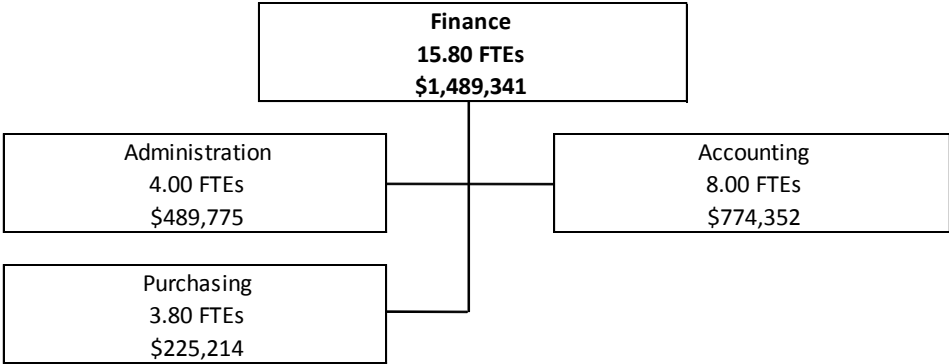 Finance
15.80 FTEs
$1,489,341
Administration
4.00 FTEs
$489,775
Accounting
8.00 FTEs
$774,352
Purchasing
3.80 FTEs
$225,214